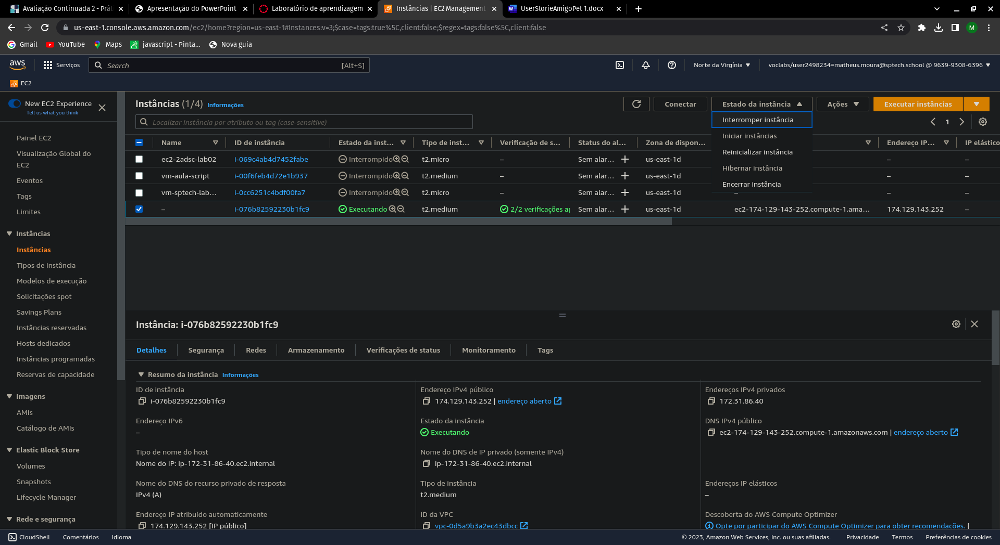 Avaliação Continuada 2 - Prát
Apresentação do PowerPoint
Laboratório de aprendizagem
Instâncias | EC2 Management
UserStorieAmigoPet 1.docx
us-east-1.console.aws.amazon.com/ec2/home?region=us-east-1#Instances:v=3;$case=tags:true%5C,client:false;$regex=tags:false%5C,client:false
M
Gmail
YouTube
Maps
javascript - Pinta...
Nova guia
aws
Serviços
Search
[Alt+S]
Norte da Virgínia
voclabs/user2498234=matheus.moura@sptech.school @ 9639-9308-6396
EC2
New EC2 Experience
Tell us what you think
Painel EC2
Visualização Global do
EC2
Eventos
Tags
Limites
Instâncias
Instâncias
Tipos de instância
Modelos de execução
Solicitações spot
Savings Plans
Instâncias reservadas
Hosts dedicados
Instâncias programadas
Reservas de capacidade
Imagens
AMIs
Catálogo de AMIs
Elastic Block Store
Volumes
Snapshots
Lifecycle Manager
Rede e segurança
Instâncias (1/4) Informações
Conectar
Estado da instância
Ações
Executar instâncias
Localizar instância por atributo ou tag (case-sensitive)
1
Interromper instância
Iniciar instâncias
Reinicializar instância
Hibernar instância
Encerrar instância
Name ID de instância Estado da inst... Tipo de inst... Verificação de s... Status do al... Zona de dispon... Endereço IP... IP elástico
ec2-2adsc-lab02 i-069c4ab4d7452fabe Interrompido t2.micro – Sem alar... us-east-1d – –
vm-aula-script i-00f6feb4d72e1b937 Interrompido t2.medium – Sem alar... us-east-1d – –
vm-sptech-lab... i-0cc6251c4bdf00fa7 Interrompido t2.micro – Sem alar... us-east-1d – – –
– i-076b82592230b1fc9 Executando t2.medium 2/2 verificações ap Sem alar... us-east-1d ec2-174-129-143-252.compute-1.ama... 174.129.143.252 –
Instância: i-076b82592230b1fc9
Detalhes Segurança Redes Armazenamento Verificações de status Monitoramento Tags
Resumo da instância Informações
ID de instância
i-076b82592230b1fc9
Endereço IPv4 público
174.129.143.252 | endereço aberto
Endereços IPv4 privados
172.31.86.40
Endereço IPv6
–
Estado da instância
Executando
DNS IPv4 público
ec2-174-129-143-252.compute-1.amazonaws.com | endereço aberto
Tipo de nome do host
Nome do IP: ip-172-31-86-40.ec2.internal
Nome do DNS de IP privado (somente IPv4)
ip-172-31-86-40.ec2.internal
Nome do DNS do recurso privado de resposta
IPv4 (A)
Tipo de instância
t2.medium
Endereços IP elásticos
–
Endereço IP atribuído automaticamente
174.129.143.252 [IP público]
ID da VPC
vpc-0d5a9b3a2ec43dbcc
Descoberta do AWS Compute Optimizer
Opte por participar do AWS Compute Optimizer para obter recomendações. |
CloudShell
Comentários
Idioma
© 2023, Amazon Web Services, Inc. ou suas afiliadas.
Privacidade
Termos
Preferências de cookies